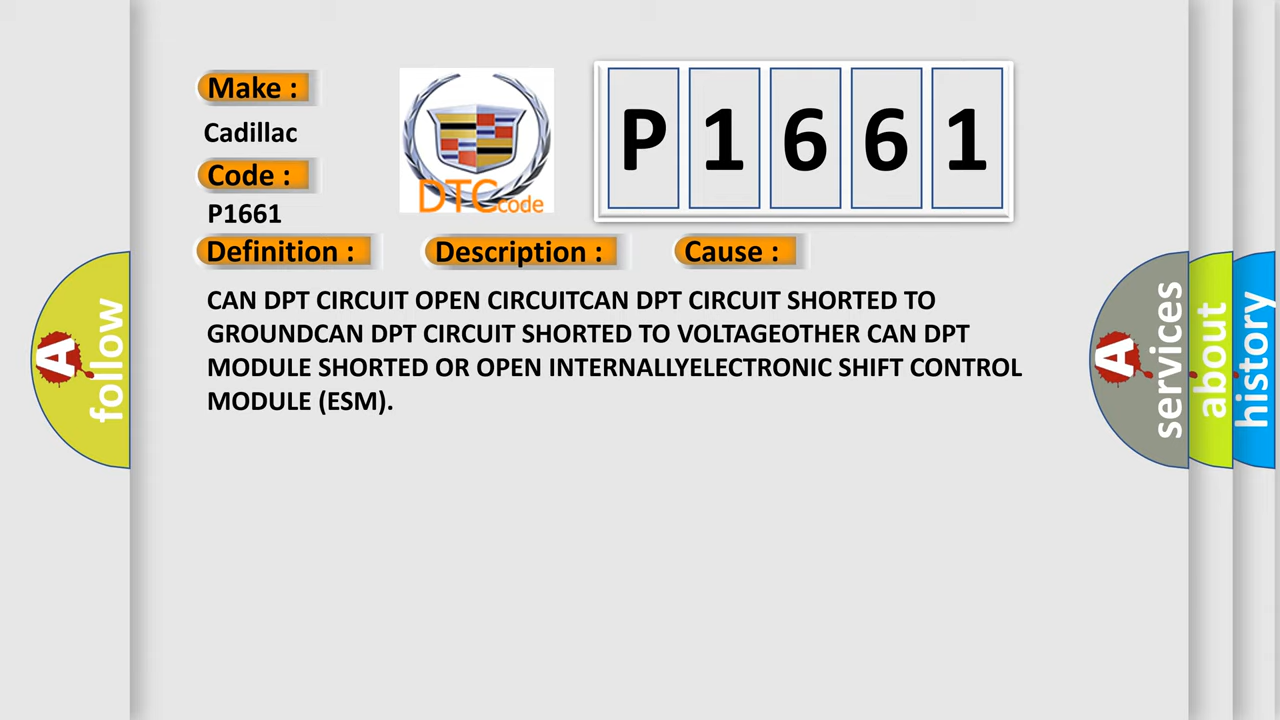 Make :
Cadillac
Code :
P1661
DTC code
P 1 6 6 1
Definition :
Description :
Cause :
CAN DPT CIRCUIT OPEN CIRCUITCAN DPT CIRCUIT SHORTED TO
GROUNDCAN DPT CIRCUIT SHORTED TO VOLTAGEOTHER CAN DPT
MODULE SHORTED OR OPEN INTERNALLYELECTRONIC SHIFT CONTROL
MODULE (ESM).
A follow
A services
about
history